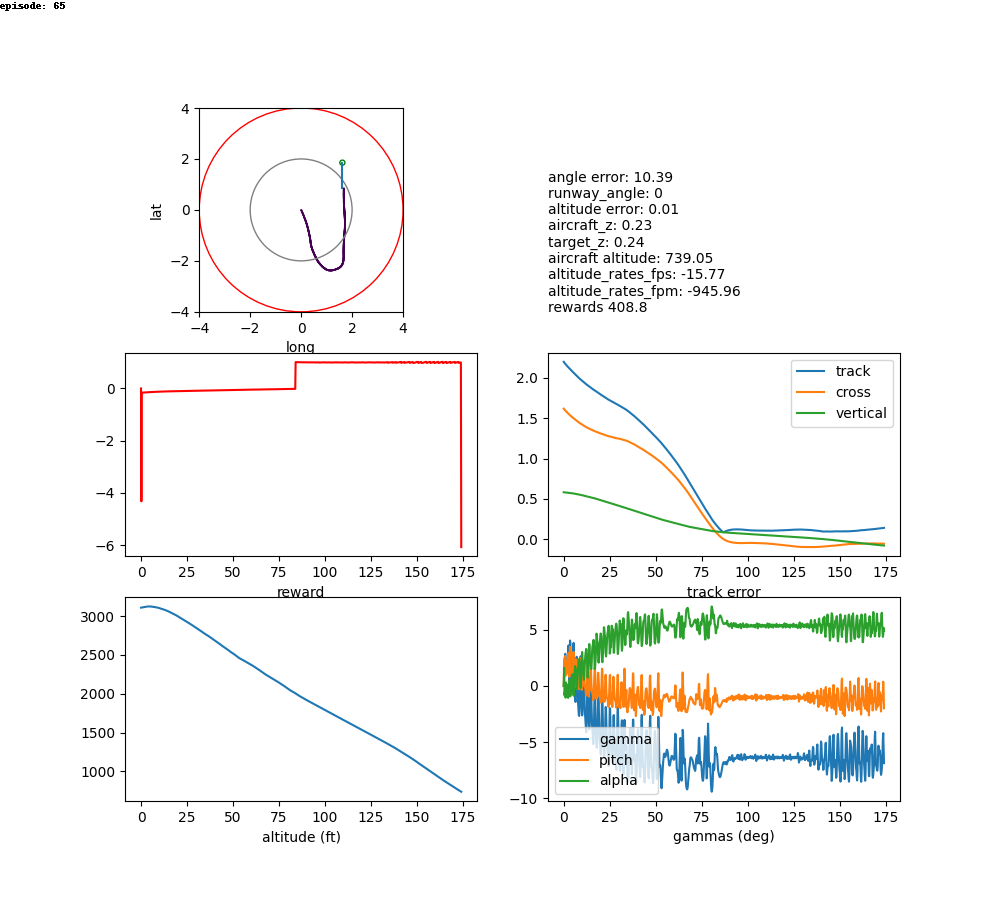 episode: 65
4
2
0
−2
−4
lat
−4 −2 0 2 4
long
angle error: 10.39
runway_angle: 0
altitude error: 0.01
aircraft_z: 0.23
target_z: 0.24
aircraft altitude: 739.05
altitude_rates_fps: -15.77
altitude_rates_fpm: -945.96
rewards 408.8
0
−2
−4
−6
0 25 50 75 100 125 150 175
reward
2.0
1.5
1.0
0.5
0.0
track
cross
vertical
0 25 50 75 100 125 150 175
track error
3000
2500
2000
1500
1000
0 25 50 75 100 125 150 175
altitude (ft)
5
0
−5
−10
gamma
pitch
alpha
0 25 50 75 100 125 150 175
gammas (deg)